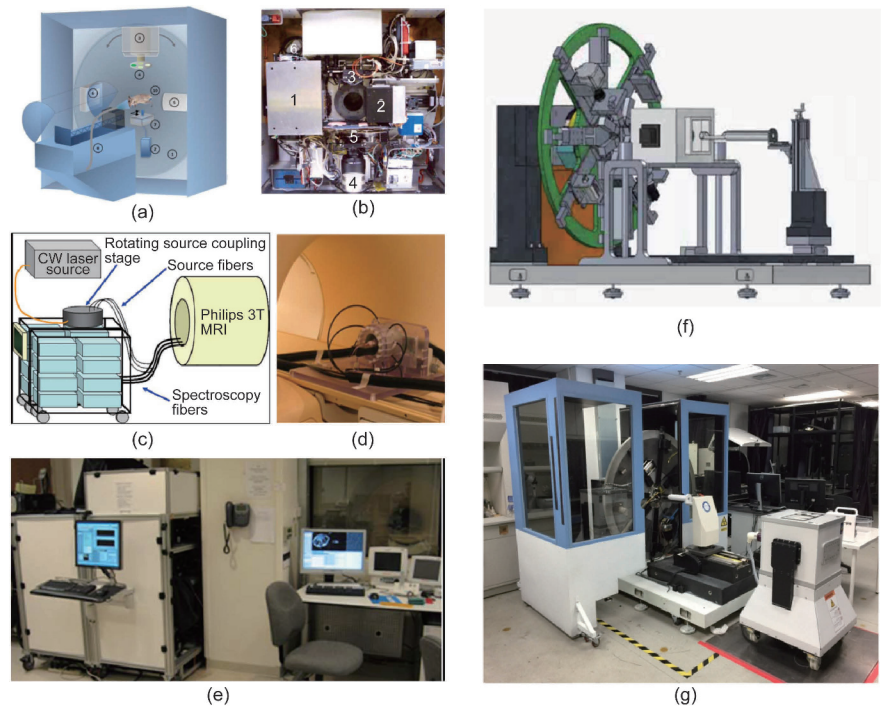 (a)
1
2
3
4
5
(b)
CW laser
source
Rotating source coupling
stage
Source fibers
Philips 3T
MRI
Spectroscopy
fibers
(c)
(d)
(e)
(f)
(g)